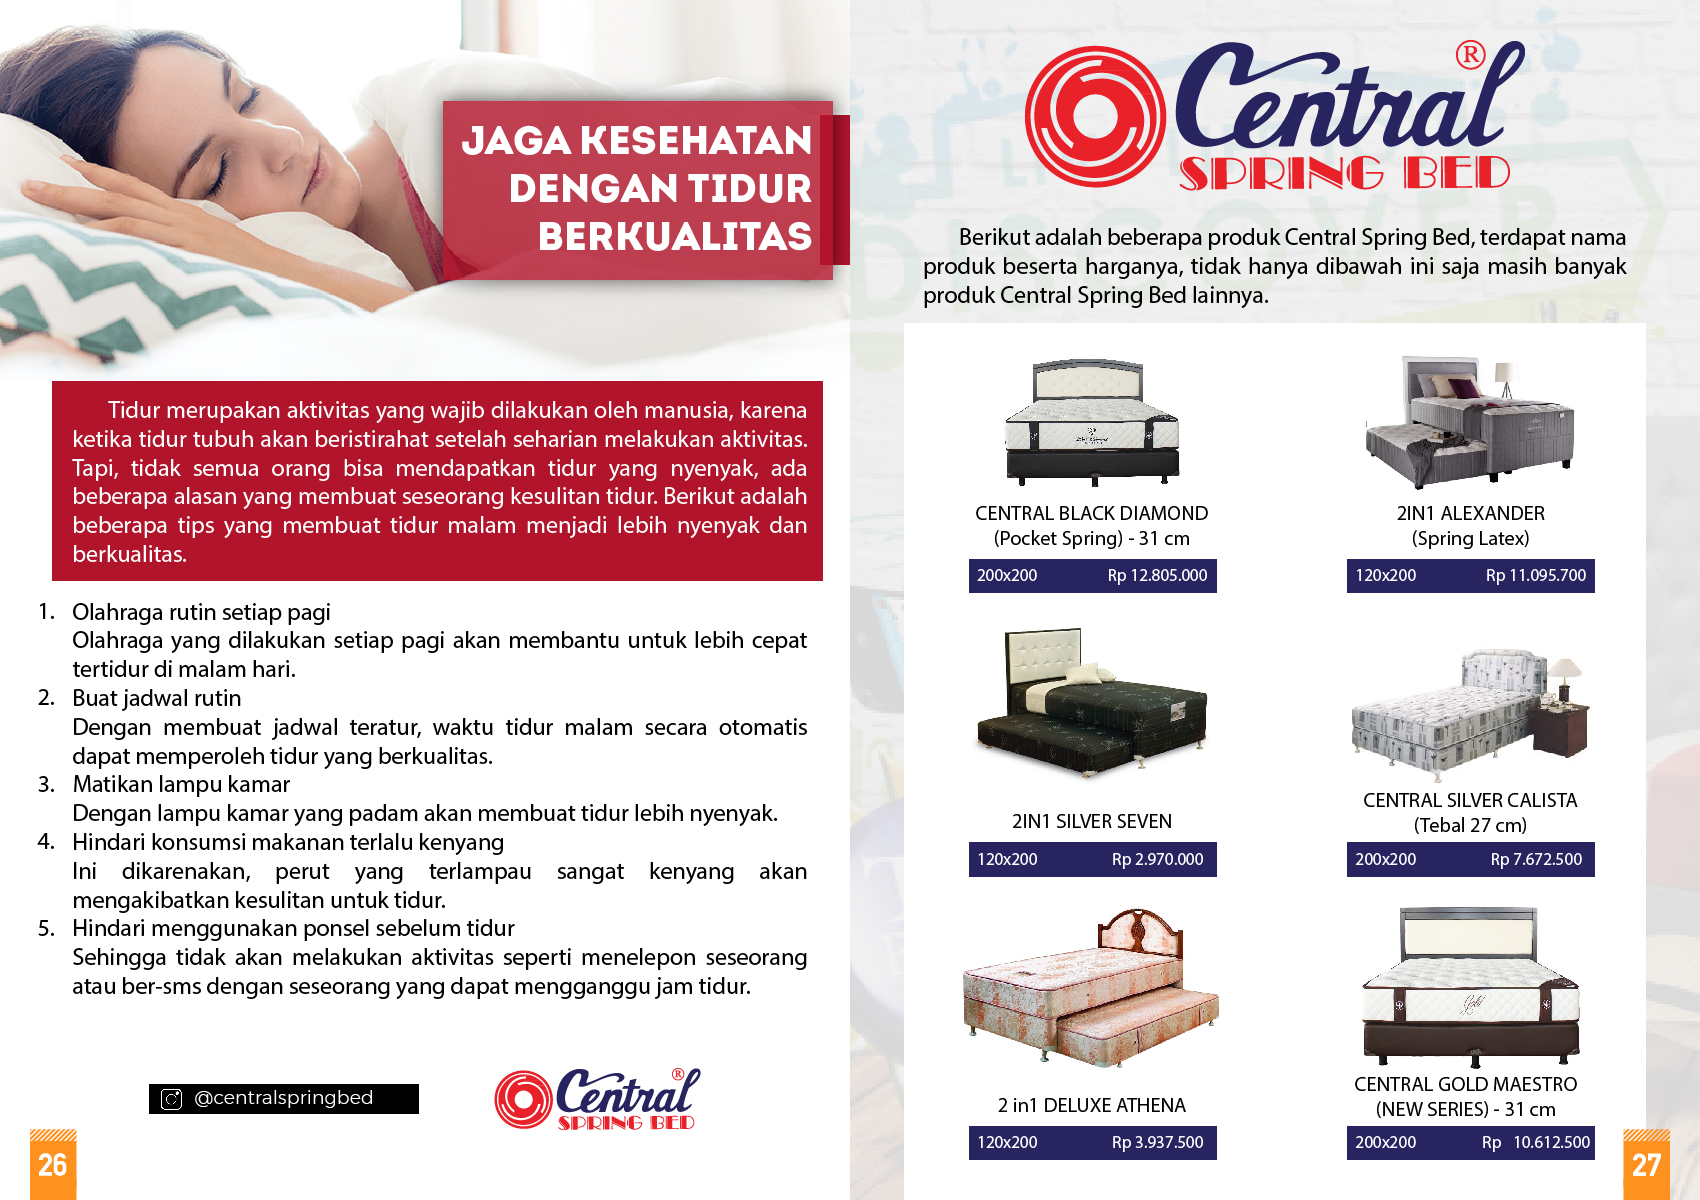 JAGA KESEHATAN
DENGAN TIDUR
BERKUALITAS
Tidur merupakan aktivitas yang wajib dilakukan oleh manusia, karena
ketika tidur tubuh akan beristirahat setelah seharian melakukan aktivitas.
Tapi, tidak semua orang bisa mendapatkan tidur yang nyenyak, ada
beberapa alasan yang membuat seseorang kesulitan tidur. Berikut adalah
beberapa tips yang membuat tidur malam menjadi lebih nyenyak dan
berkualitas.
1. Olahraga rutin setiap pagi
Olahraga yang dilakukan setiap pagi akan membantu untuk lebih cepat
tertidur di malam hari.
2. Buat jadwal rutin
Dengan membuat jadwal teratur, waktu tidur malam secara otomatis
dapat memperoleh tidur yang berkualitas.
3. Matikan lampu kamar
Dengan lampu kamar yang padam akan membuat tidur lebih nyenyak.
4. Hindari konsumsi makanan terlalu kenyang
Ini dikarenakan, perut yang terlampau sangat kenyang akan
mengakibatkan kesulitan untuk tidur.
5. Hindari menggunakan ponsel sebelum tidur
Sehingga tidak akan melakukan aktivitas seperti menelepon seseorang
atau ber-sms dengan seseorang yang dapat mengganggu jam tidur.
@centralspringbed
Central®
SPRING BED
26
Central®
SPRING BED
DISCOVER
Berikut adalah beberapa produk Central Spring Bed, terdapat nama
produk beserta harganya, tidak hanya dibawah ini saja masih banyak
produk Central Spring Bed lainnya.
CENTRAL BLACK DIAMOND
(Pocket Spring) - 31 cm
200x200 Rp 12.805.000
2IN1 ALEXANDER
(Spring Latex)
120x200 Rp 11.095.700
2IN1 SILVER SEVEN
120x200 Rp 2.970.000
CENTRAL SILVER CALISTA
(Tebal 27 cm)
200x200 Rp 7.672.500
2 in1 DELUXE ATHENA
120x200 Rp 3.937.500
Gold
CENTRAL GOLD MAESTRO
(NEW SERIES) - 31 cm
200x200 Rp 10.612.500
27